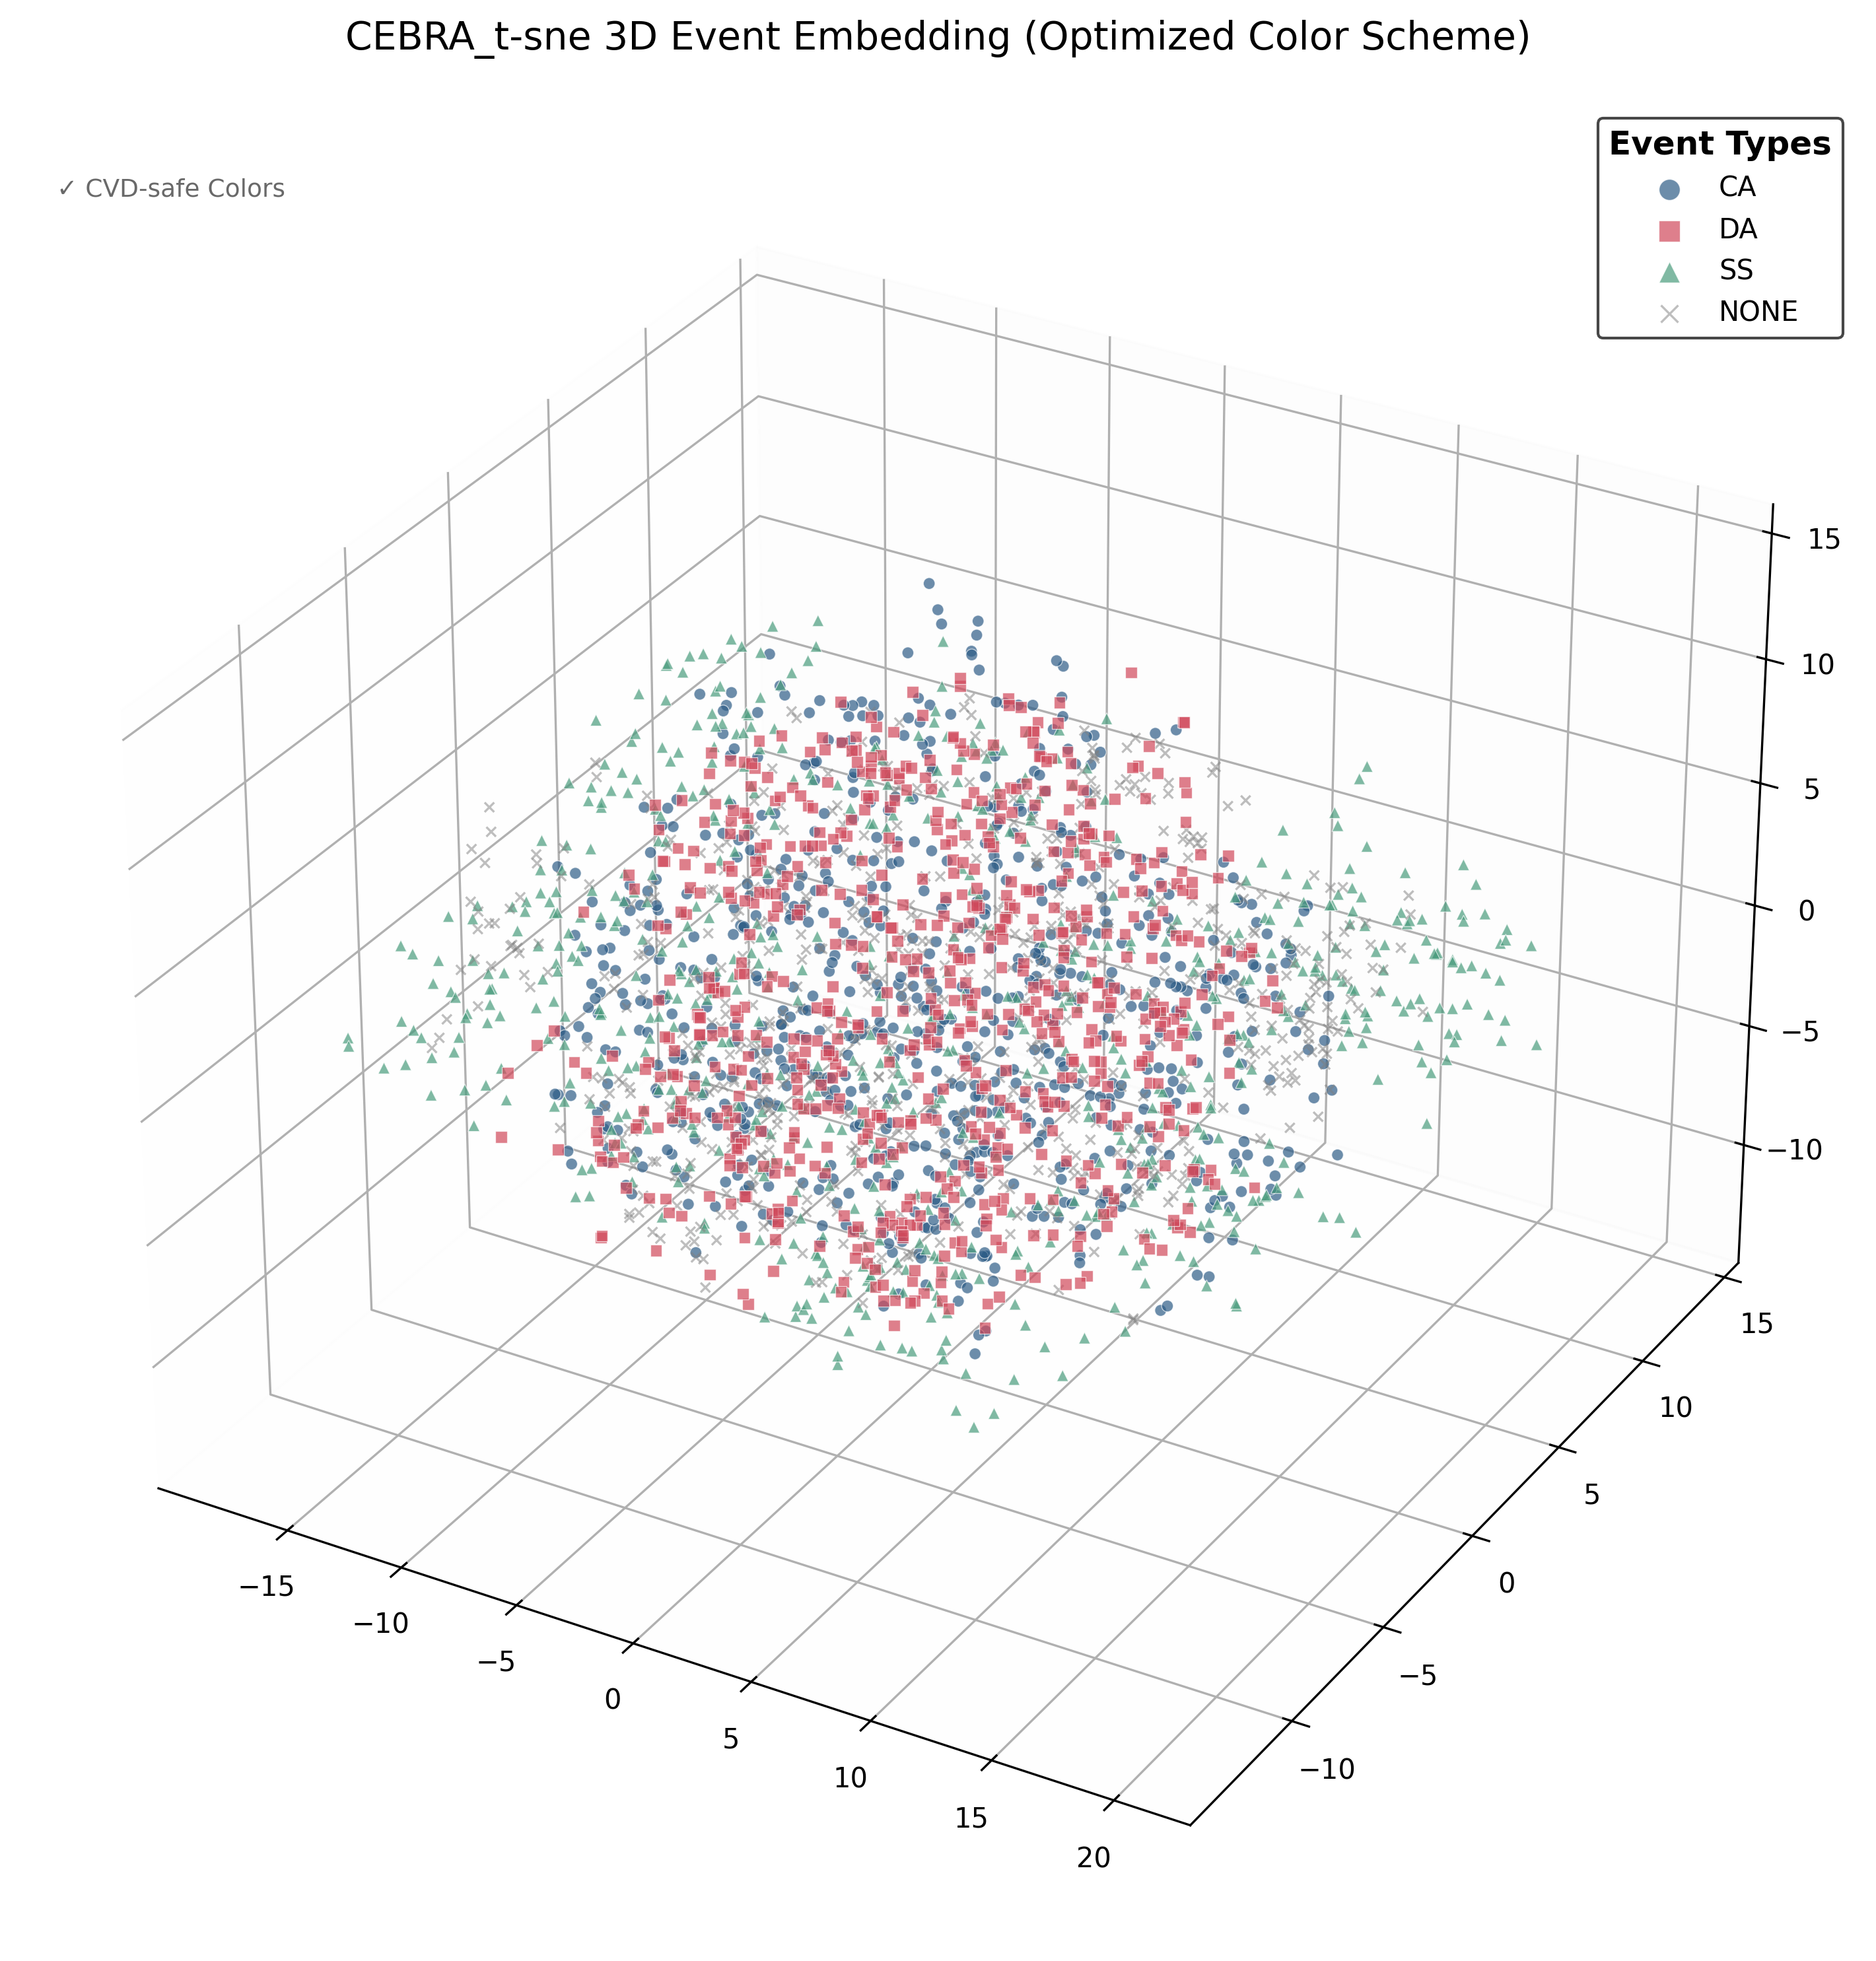 CEBRA_t-sne 3D Event Embedding (Optimized Color Scheme)
Event Types
CA
DA
SS
NONE
✓ CVD-safe Colors
15
10
5
0
−5
−10
15
10
5
0
−5
−10
−15
−10
−5
0
5
10
15
20